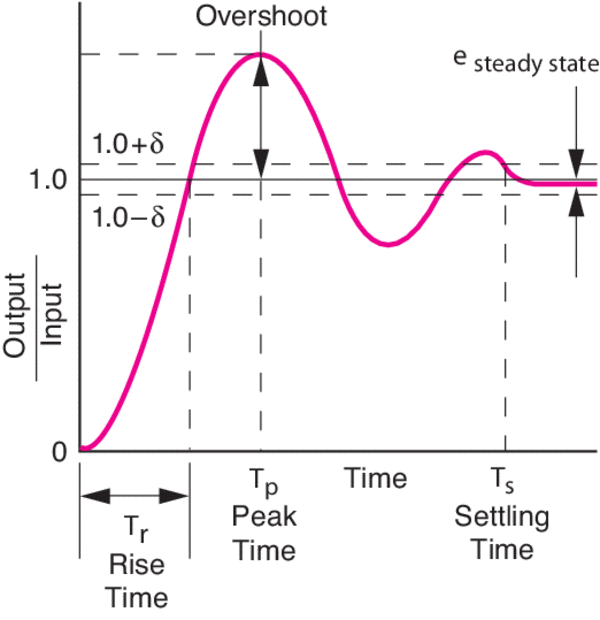 Overshoot
e steady state
1.0+δ
1.0
1.0–δ
Output
Input
0
Tp
Peak
Time
Time
Ts
Settling
Time
Tr
Rise
Time